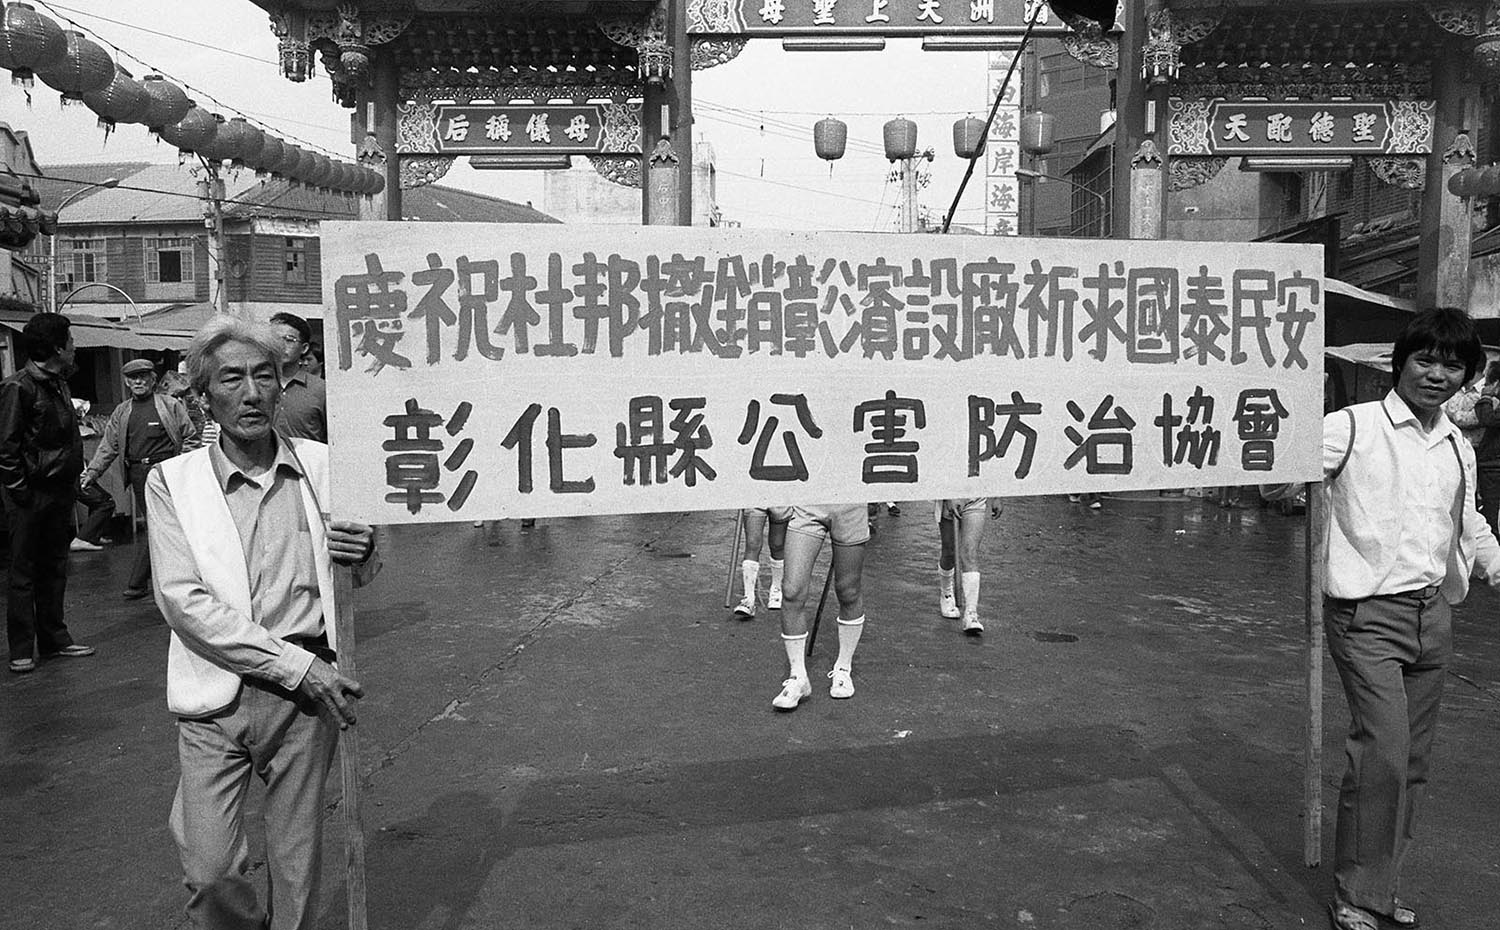 湄洲天上聖母
母儀稱后
聖德配天
海岸海產
慶祝杜邦撤銷彰濱設廠祈求國泰民安
彰化縣公害防治協會